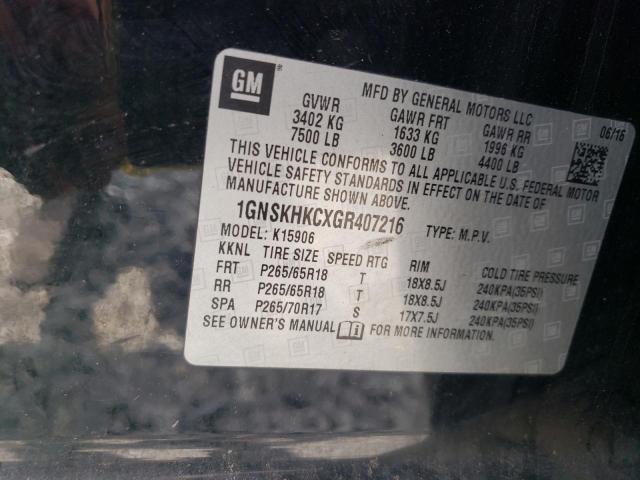 GM
MFD BY GENERAL MOTORS LLC
GVWR GAWR FRT GAWR RR 06/16
3402 KG 1633 KG 1996 KG
7500 LB 3600 LB 4400 LB
THIS VEHICLE CONFORMS TO ALL APPLICABLE U.S. FEDERAL MOTOR
VEHICLE SAFETY STANDARDS IN EFFECT ON THE DATE OF
MANUFACTURE SHOWN ABOVE.
1GNSKHKCXGR407216 TYPE: M.P.V.
MODEL: K15906
KKNL TIRE SIZE SPEED RTG RIM COLD TIRE PRESSURE
FRT P265/65R18 T 18X8.5J 240KPA(35PSI)
RR P265/65R18 T 18X8.5J 240KPA(35PSI)
SPA P265/70R17 S 17X7.5J 240KPA(35PSI)
SEE OWNER'S MANUAL